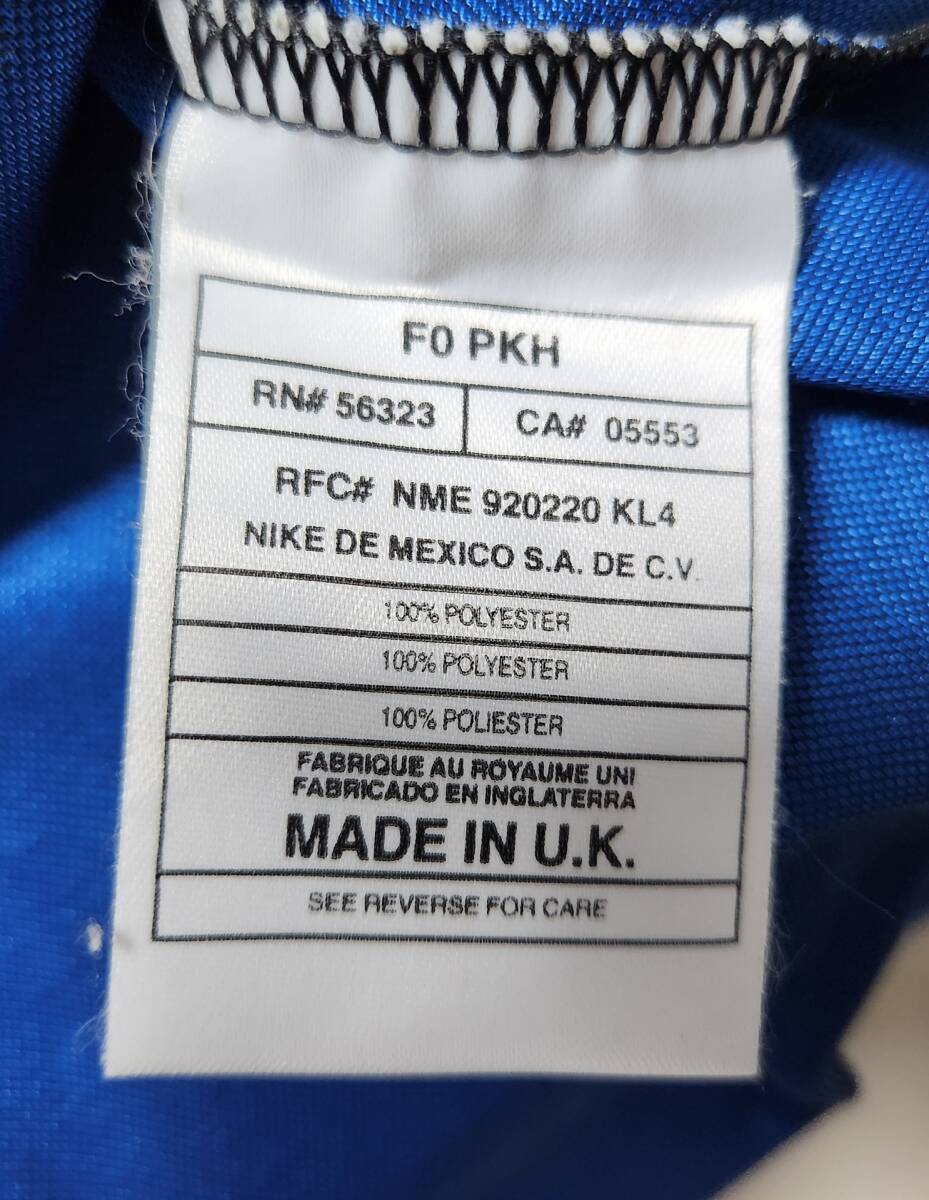 F0 PKH
RN# 56323 CA# 05553
RFC# NME 920220 KL4
NIKE DE MEXICO S.A. DE C.V.
100% POLYESTER
100% POLYESTER
100% POLIESTER
FABRIQUE AU ROYAUME UNI
FABRICADO EN INGLATERRA
MADE IN U.K.
SEE REVERSE FOR CARE